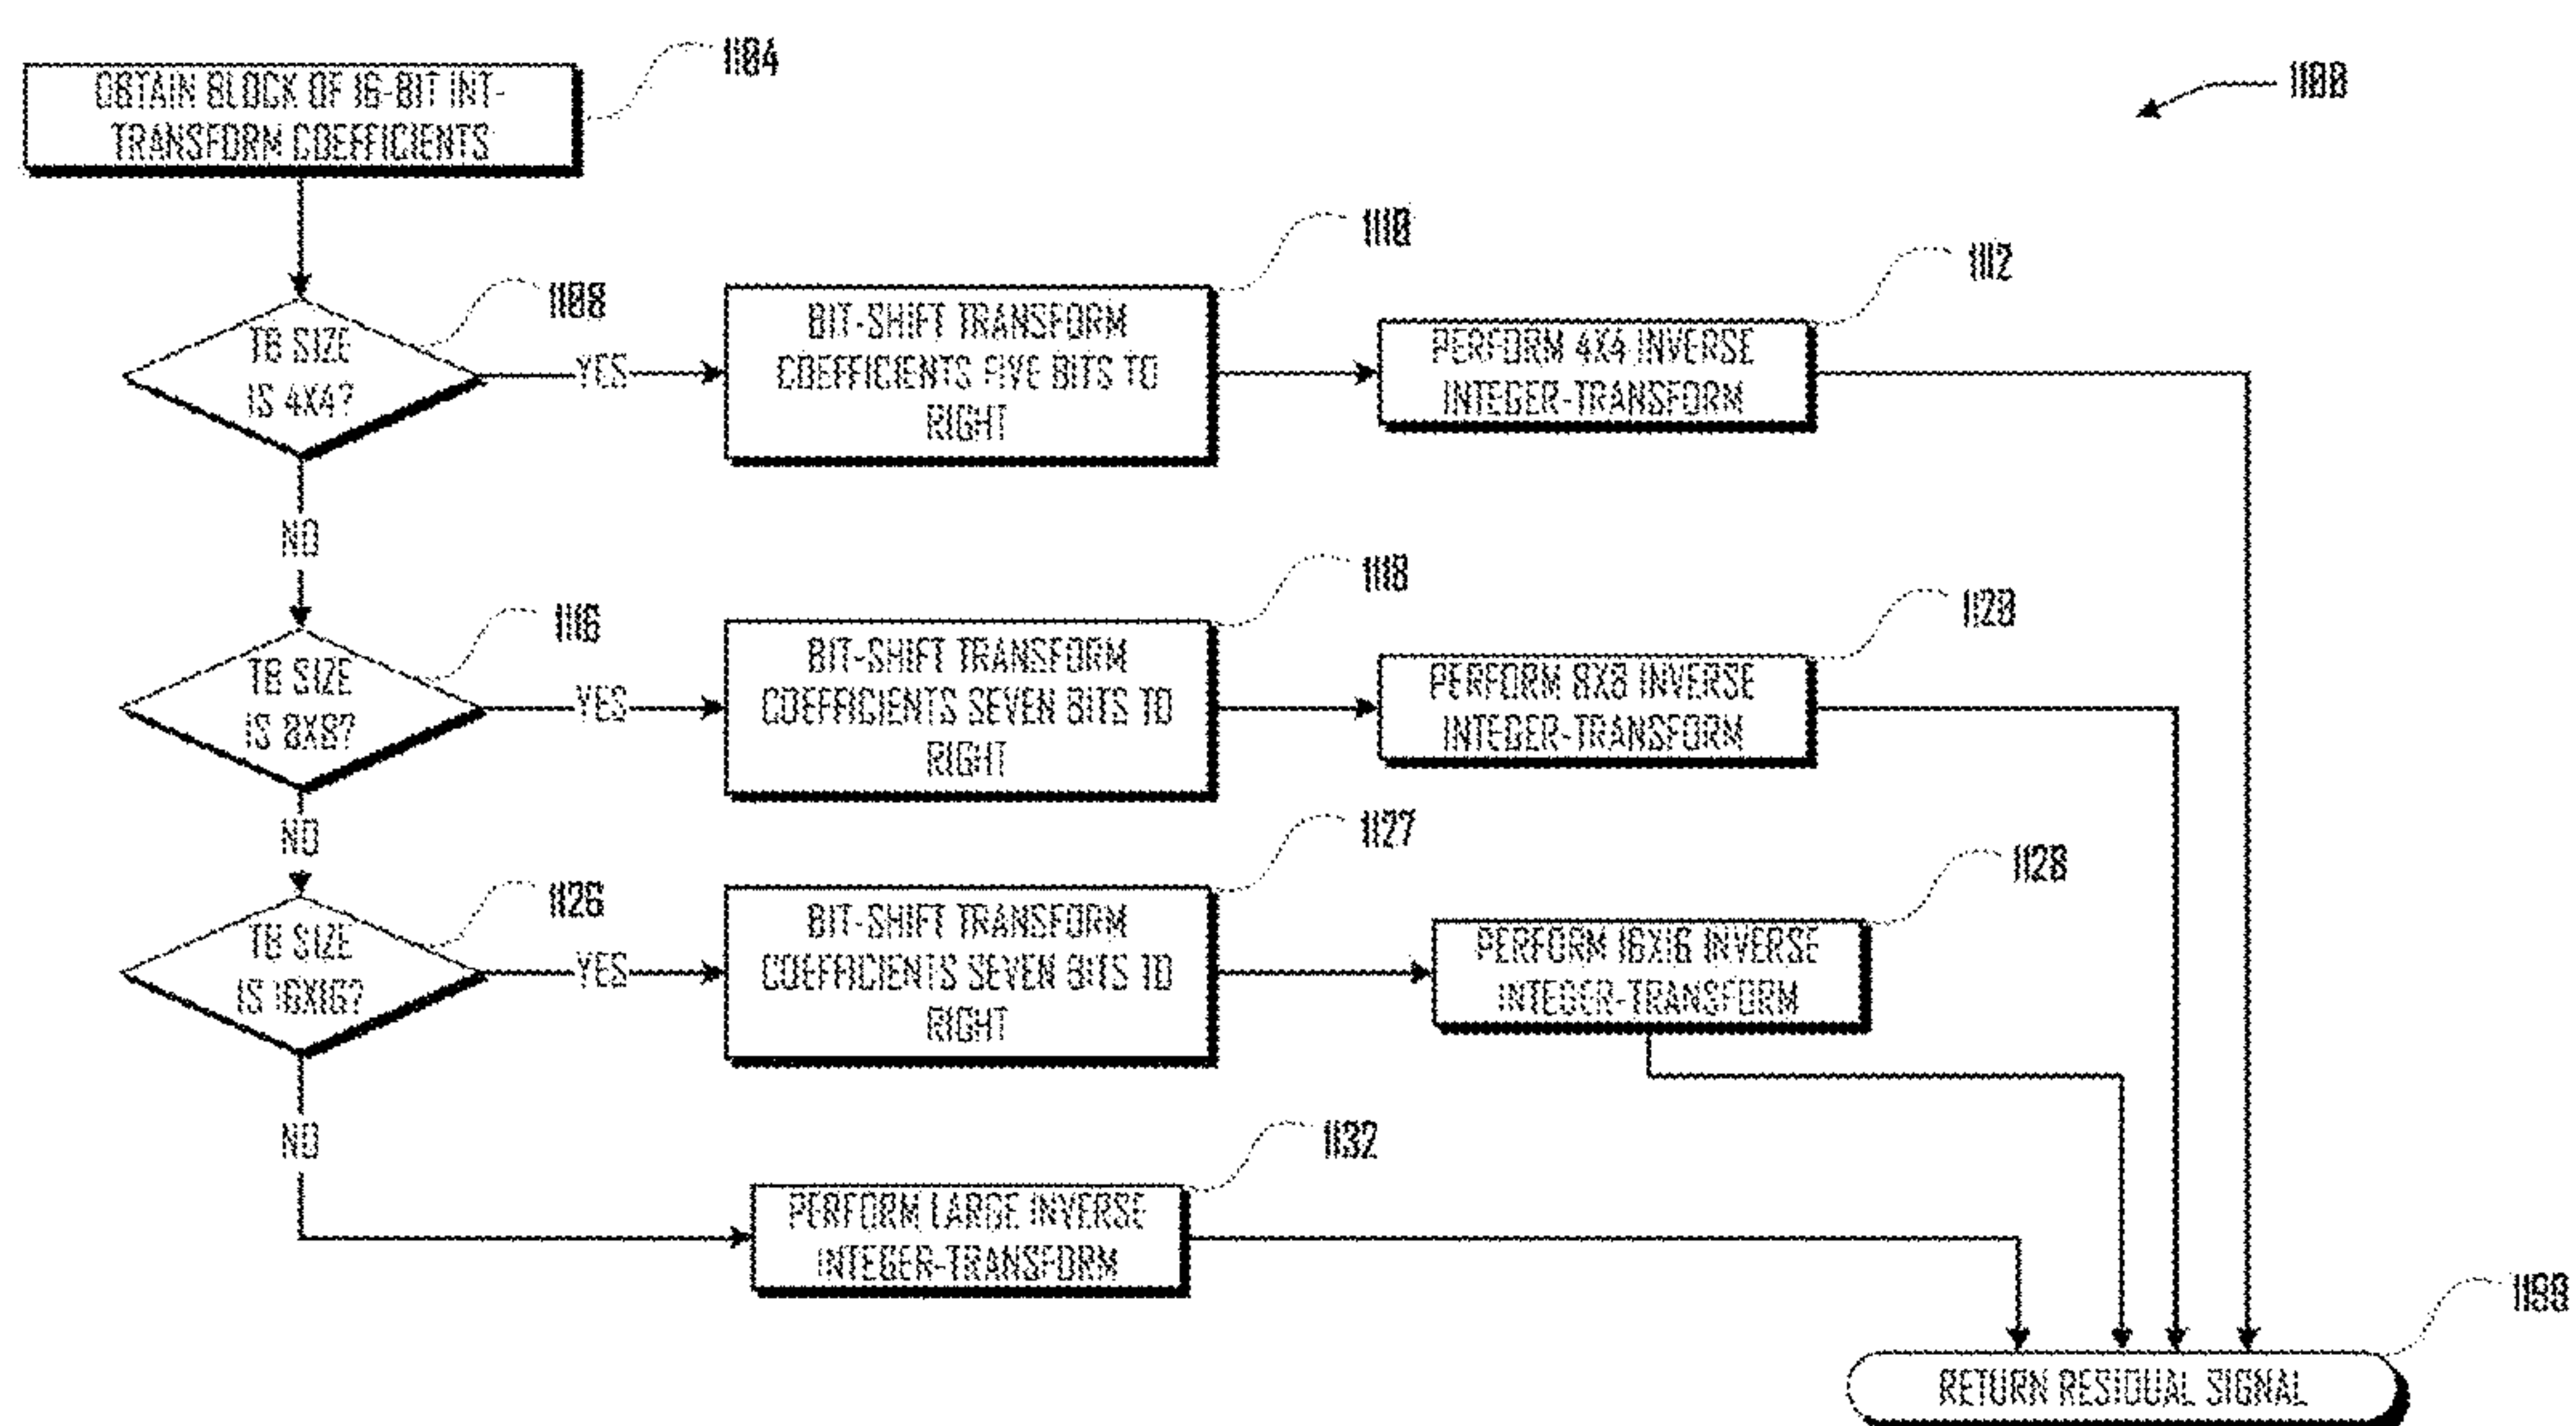 1104
1100
OBTAIN BLOCK OF 16-BIT INT-
TRANSFORM COEFFICIENTS
1108
TB SIZE
IS 4X4?
YES
1110
BIT-SHIFT TRANSFORM
COEFFICIENTS FIVE BITS TO
RIGHT
1112
PERFORM 4X4 INVERSE
INTEGER-TRANSFORM
NO
1116
TB SIZE
IS 8X8?
YES
1118
BIT-SHIFT TRANSFORM
COEFFICIENTS SEVEN BITS TO
RIGHT
1120
PERFORM 8X8 INVERSE
INTEGER-TRANSFORM
NO
1126
TB SIZE
IS 16X16?
YES
1127
BIT-SHIFT TRANSFORM
COEFFICIENTS SEVEN BITS TO
RIGHT
1128
PERFORM 16X16 INVERSE
INTEGER-TRANSFORM
NO
1132
PERFORM LARGE INVERSE
INTEGER-TRANSFORM
1199
RETURN RESIDUAL SIGNAL